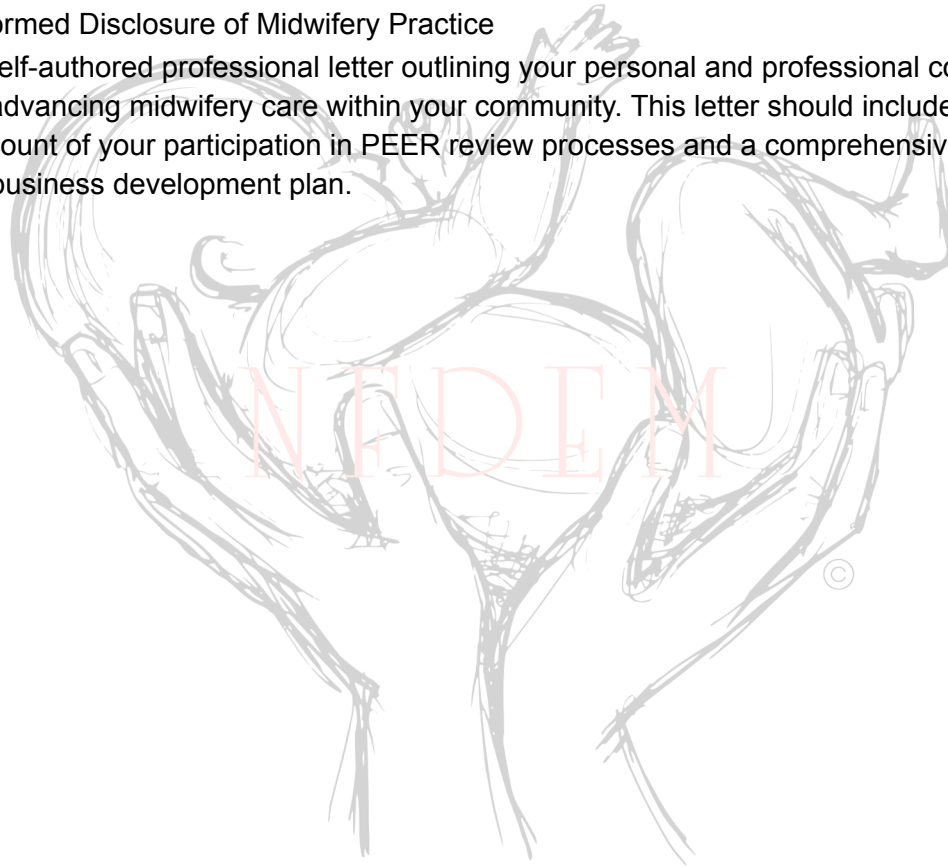 ormed Disclosure of Midwifery Practice
elf-authored professional letter outlining your personal and professional co
advancing midwifery care within your community. This letter should include
ount of your participation in PEER review processes and a comprehensiv
business development plan.
NFDEM
©